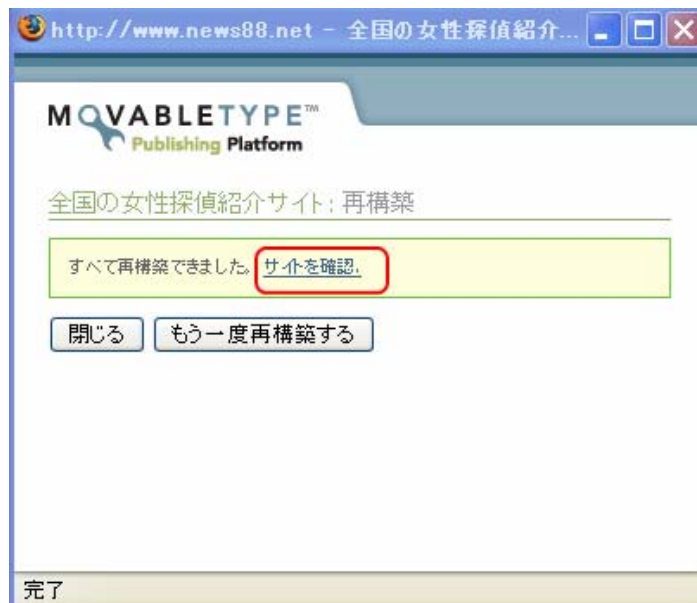 http://www.news88.net - 全国の女性探偵紹介...
MOVABLETYPE™
Publishing Platform
全国の女性探偵紹介サイト: 再構築
すべて再構築できました。 サイトを確認.
閉じる もう一度再構築する
完了